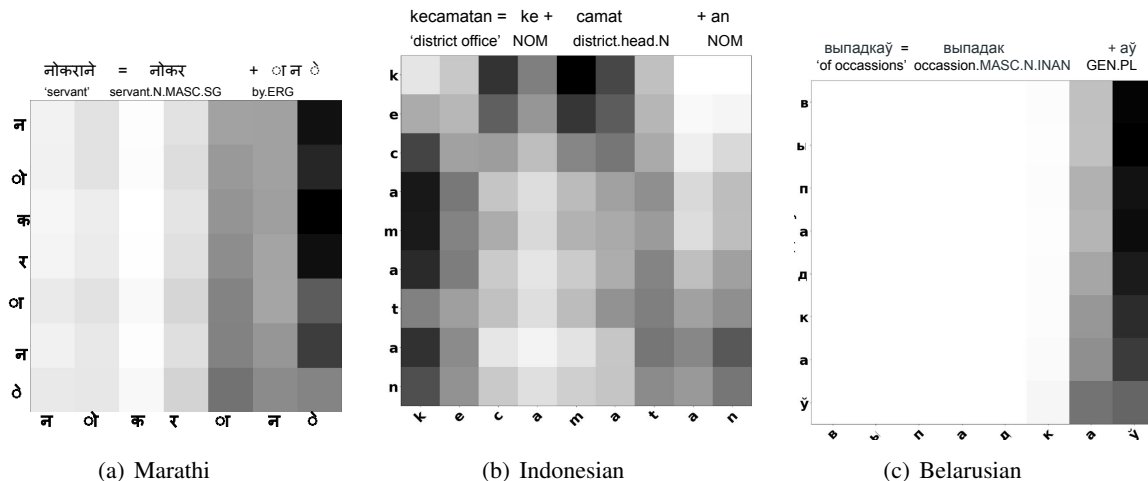 नोकराने = नोकर + ा न े
'servant' servant.N.MASC.SG by.ERG
न
ो
क
र
ा
न
े
न ो क र ा न े
(a) Marathi
kecamatan = ke + camat + an
'district office' NOM district.head.N NOM
k
e
c
a
m
a
t
a
n
k e c a m a t a n
(b) Indonesian
выпадкаў = выпадак + аў
'of occassions' occassion.MASC.N.INAN GEN.PL
в
ы
п
а
д
к
а
ў
в ы п а д к а ў
(c) Belarusian